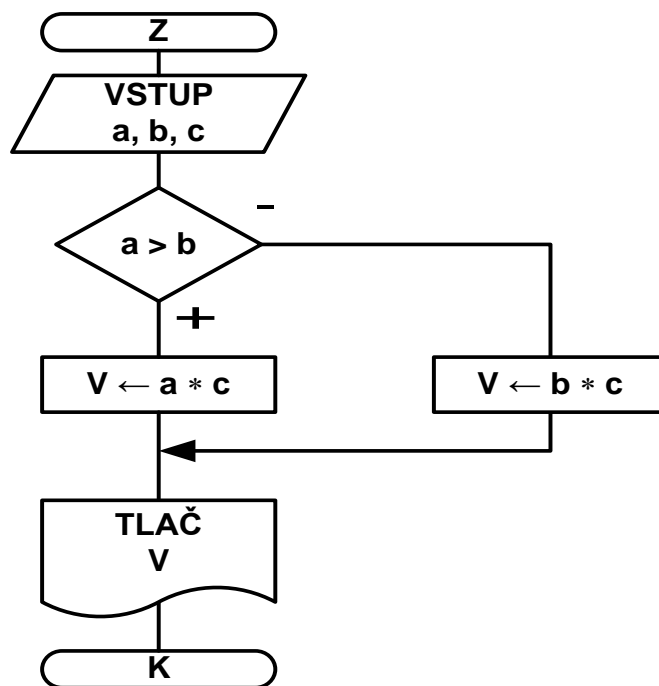 Z
VSTUP
a, b, c
-
a > b
+
V ← a * c
V ← b * c
TLAČ
V
K